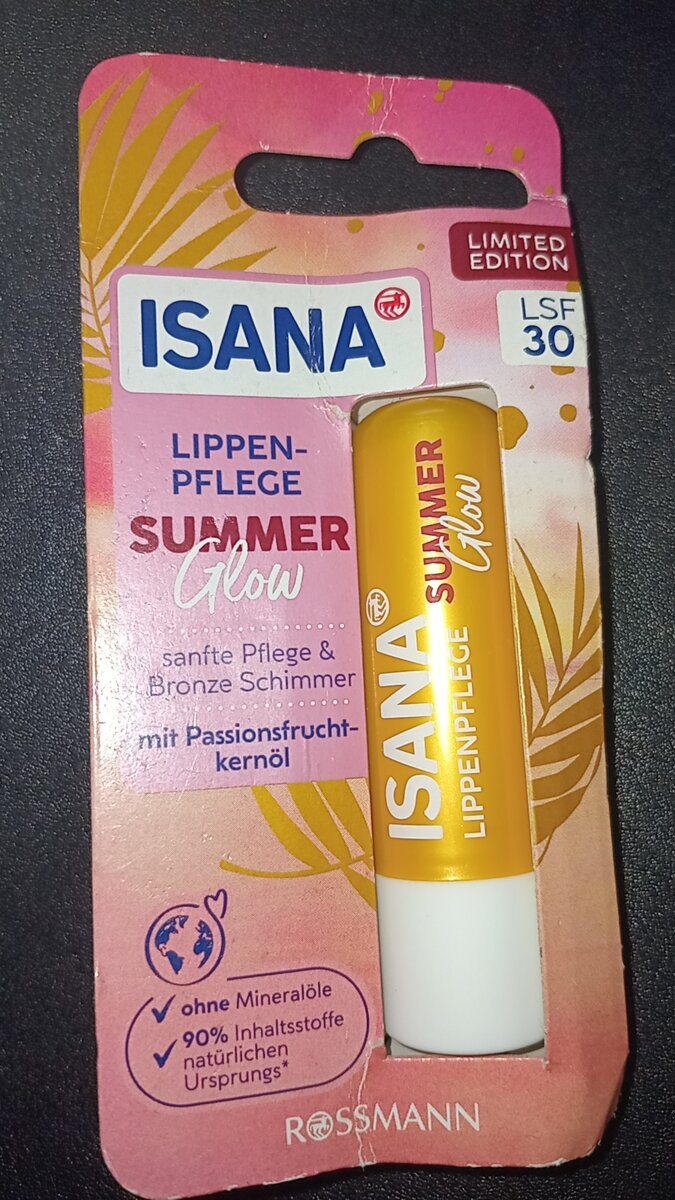 LIMITED
EDITION
LSF
30
ISANA
LIPPEN-
PFLEGE
SUMMER
Glow
sanfte Pflege &
Bronze Schimmer
mit Passionsfrucht-
kernöl
ISANA
LIPPENPFLEGE
SUMMER
Glow
ohne Mineralöle
90% Inhaltsstoffe
natürlichen
Ursprungs*
ROSSMANN